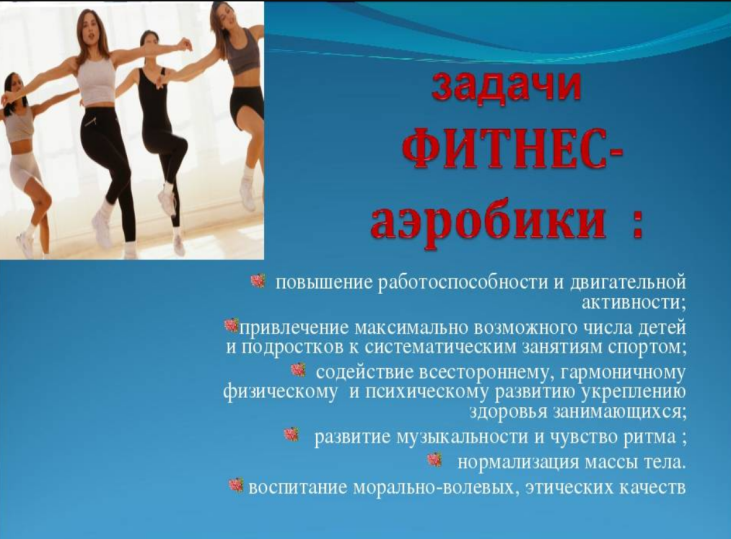 задачи
ФИТНЕС-
аэробики :
повышение работоспособности и двигательной
активности;
привлечение максимально возможного числа детей
и подростков к систематическим занятиям спортом;
содействие всестороннему, гармоничному
физическому и психическому развитию укреплению
здоровья занимающихся;
развитие музыкальности и чувство ритма ;
нормализация массы тела.
воспитание морально-волевых, этических качеств